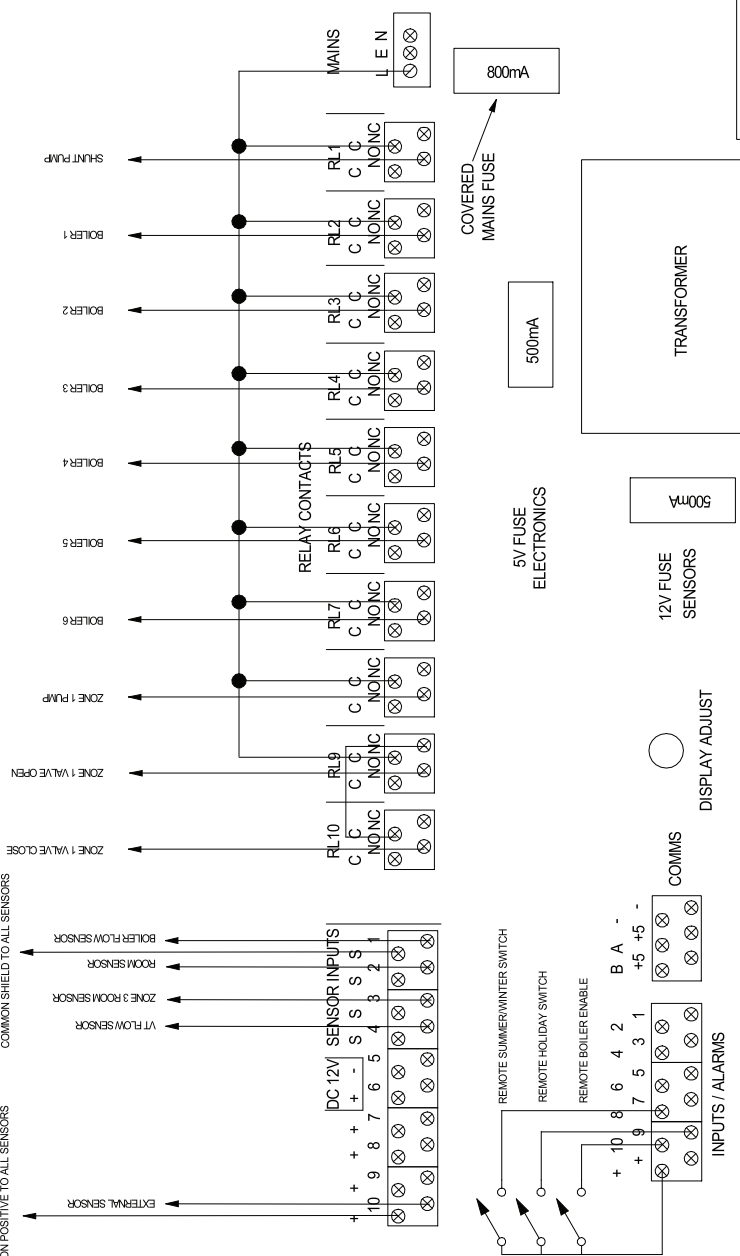 MAINS
L E N
800mA
COVERED
MAINS FUSE
SHUNT PUMP
BOILER 1
BOILER 2
BOILER 3
BOILER 4
BOILER 5
BOILER 6
ZONE 1 PUMP
ZONE 1 VALVE OPEN
ZONE 1 VALVE CLOSE
RELAY CONTACTS
RL1
C C
NO NC
RL2
C C
NO NC
RL3
C C
NO NC
RL4
C C
NO NC
RL5
C C
NO NC
RL6
C C
NO NC
RL7
C C
NO NC
C C
NO NC
RL9
C C
NO NC
RL10
C C
NO NC
500mA
5V FUSE
ELECTRONICS
TRANSFORMER
500mA
12V FUSE
SENSORS
DISPLAY ADJUST
COMMON SHIELD TO ALL SENSORS
BOILER FLOW SENSOR
ROOM SENSOR
ZONE 3 ROOM SENSOR
VT FLOW SENSOR
EXTERNAL SENSOR
ON POSITIVE TO ALL SENSORS
SENSOR INPUTS
DC 12V
+ + + + + - S S S S
10 9 8 7 6 5 4 3 2 1
COMMS
B A -
+5 +5 -
REMOTE SUMMER/WINTER SWITCH
REMOTE HOLIDAY SWITCH
REMOTE BOILER ENABLE
+ 10 8 6 4 2
+ 9 7 5 3 1
INPUTS / ALARMS